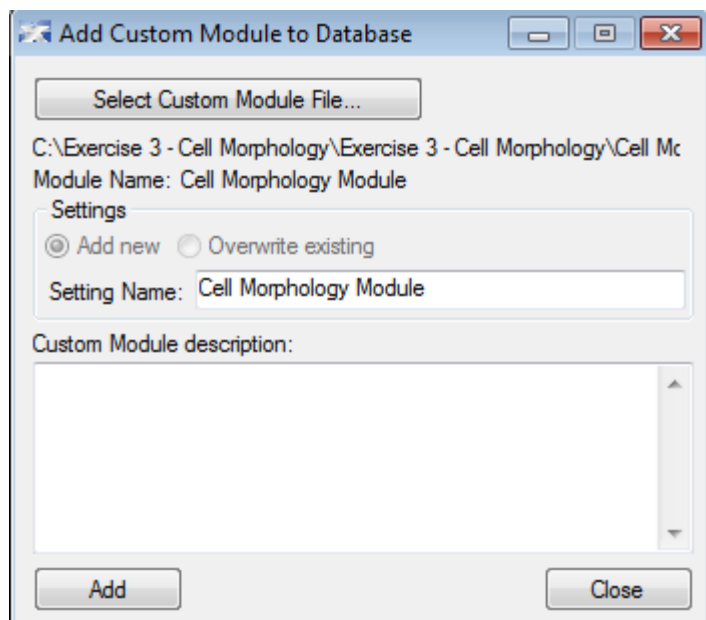 Add Custom Module to Database
Select Custom Module File...
C:\Exercise 3 - Cell Morphology\Exercise 3 - Cell Morphology\Cell Mc
Module Name: Cell Morphology Module
Settings
Add new Overwrite existing
Setting Name: Cell Morphology Module
Custom Module description:
Add Close